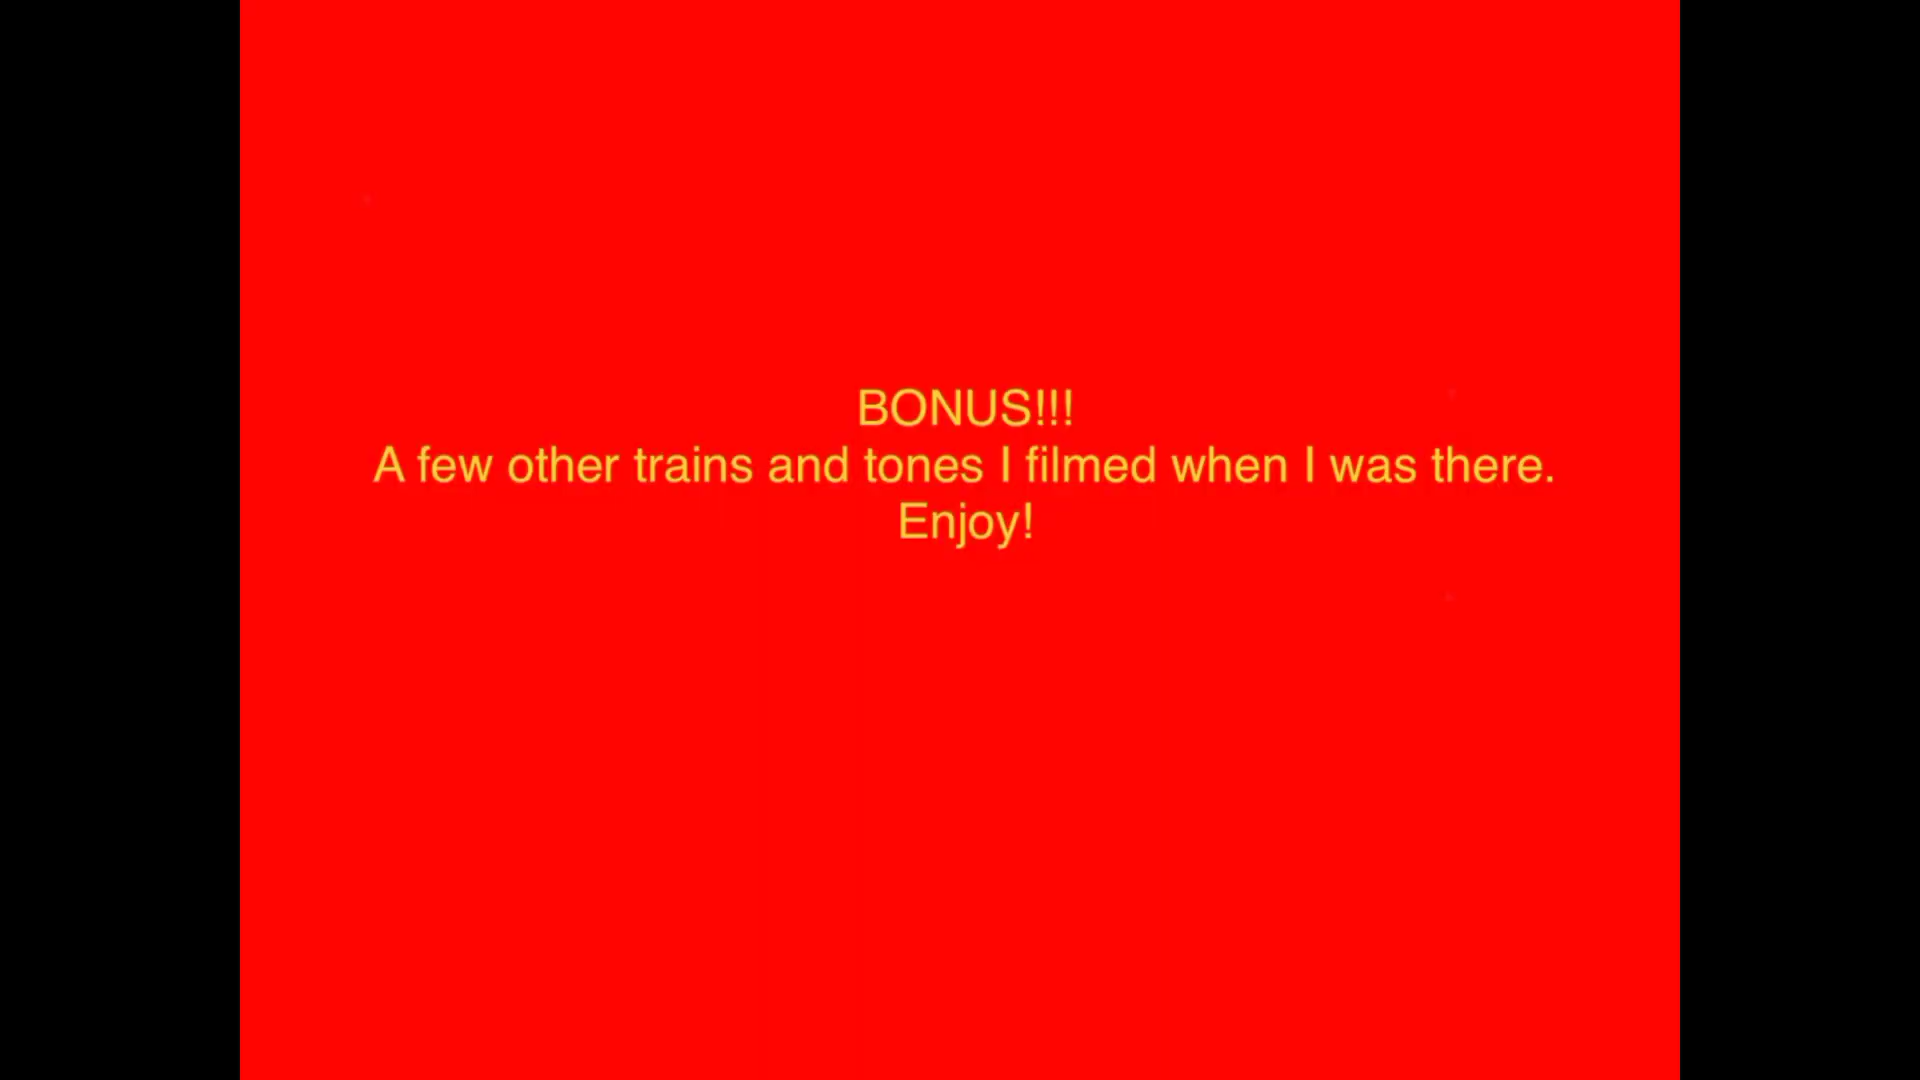 BONUS!!!
A few other trains and tones I filmed when I was there.
Enjoy!